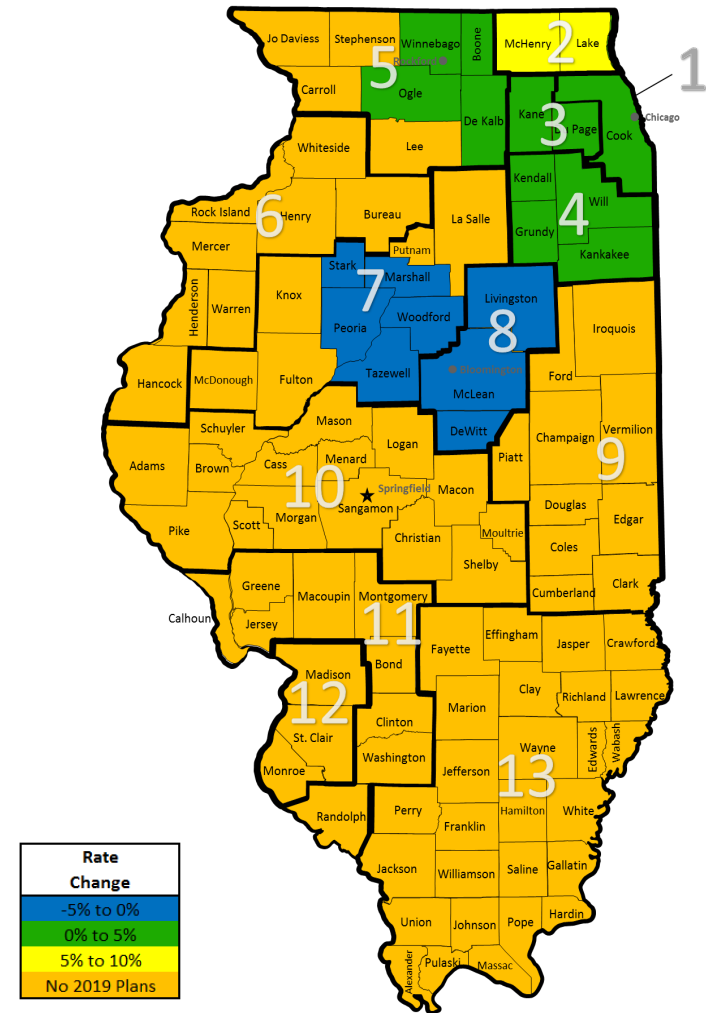 Jo Daviess
Stephenson
Winnebago
Boone
McHenry
Lake
2
1
5
Rockford
Carroll
Ogle
De Kalb
Kane
3
Du Page
Cook
Chicago
Whiteside
Lee
Kendall
Will
4
Rock Island
6
Henry
Bureau
La Salle
Grundy
Kankakee
Mercer
Putnam
Stark
7
Marshall
Henderson
Warren
Knox
Peoria
Woodford
Livingston
8
Iroquois
Hancock
McDonough
Fulton
Tazewell
Bloomington
McLean
Ford
Schuyler
Mason
Logan
DeWitt
Champaign
Vermilion
9
Adams
Brown
Cass
Menard
Piatt
10
Springfield
Macon
Sangamon
Pike
Scott
Morgan
Christian
Moultrie
Douglas
Edgar
Coles
Shelby
Greene
Macoupin
Montgomery
Cumberland
Clark
Calhoun
Jersey
11
Fayette
Effingham
Jasper
Crawford
Madison
Bond
12
Clay
Richland
Lawrence
Marion
St. Clair
Clinton
Wayne
Edwards
Wabash
Washington
Monroe
Jefferson
13
Randolph
Perry
Hamilton
White
Franklin
Jackson
Williamson
Saline
Gallatin
Union
Johnson
Pope
Hardin
Alexander
Pulaski
Massac
Rate
Change
-5% to 0%
0% to 5%
5% to 10%
No 2019 Plans